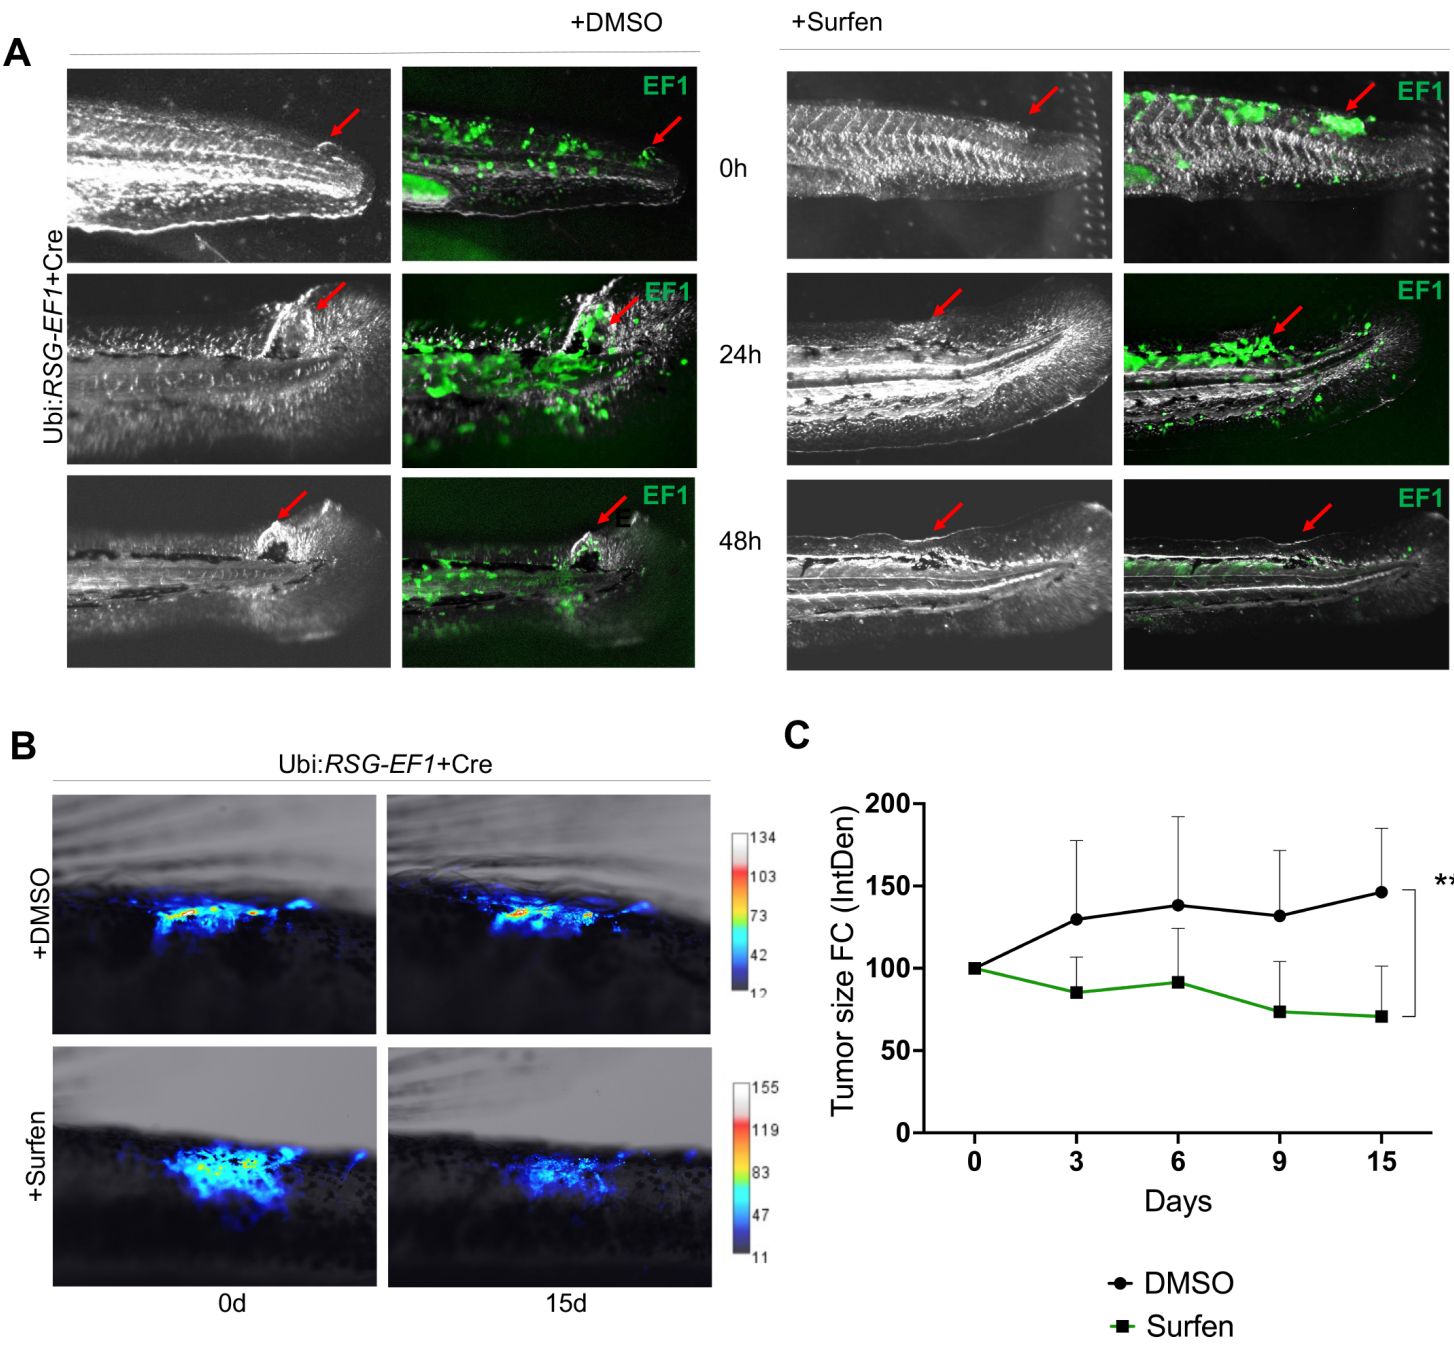 +DMSO
+Surfen
A
EF1
EF1
0h
Ubi:RSG-EF1+Cre
EF1
EF1
24h
EF1
E
EF1
48h
B
Ubi:RSG-EF1+Cre
+DMSO
134
103
73
42
12
+Surfen
155
119
83
47
11
0d
15d
C
Tumor size FC (IntDen)
200
150
100
50
0
**
0 3 6 9 15
Days
DMSO
Surfen